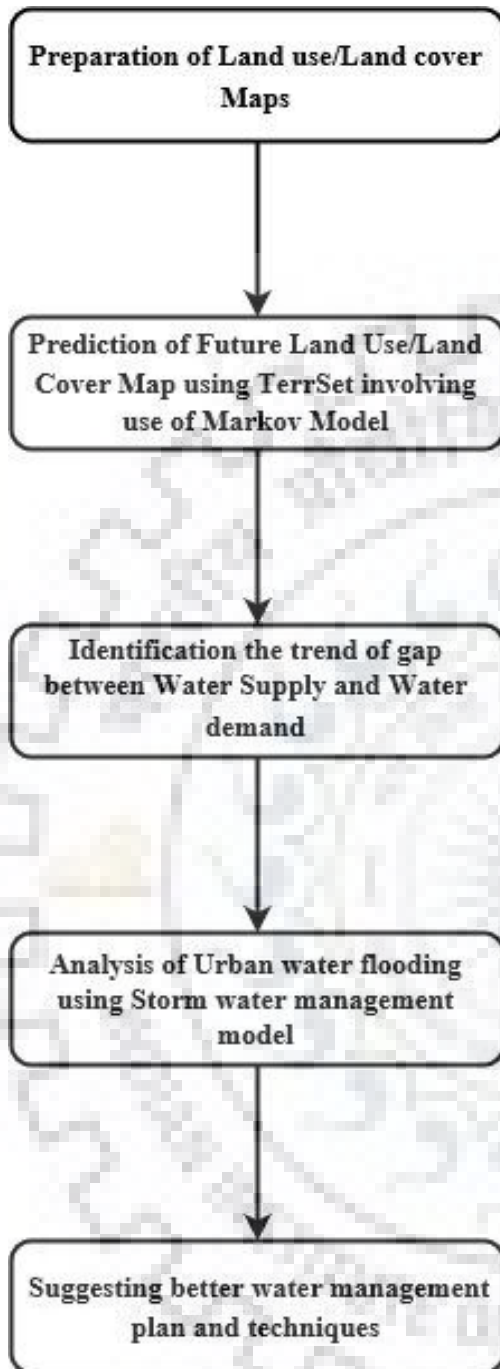 Preparation of Land use/Land cover
Maps
Prediction of Future Land Use/Land
Cover Map using TerrSet involving
use of Markov Model
Identification the trend of gap
between Water Supply and Water
demand
Analysis of Urban water flooding
using Storm water management
model
Suggesting better water management
plan and techniques